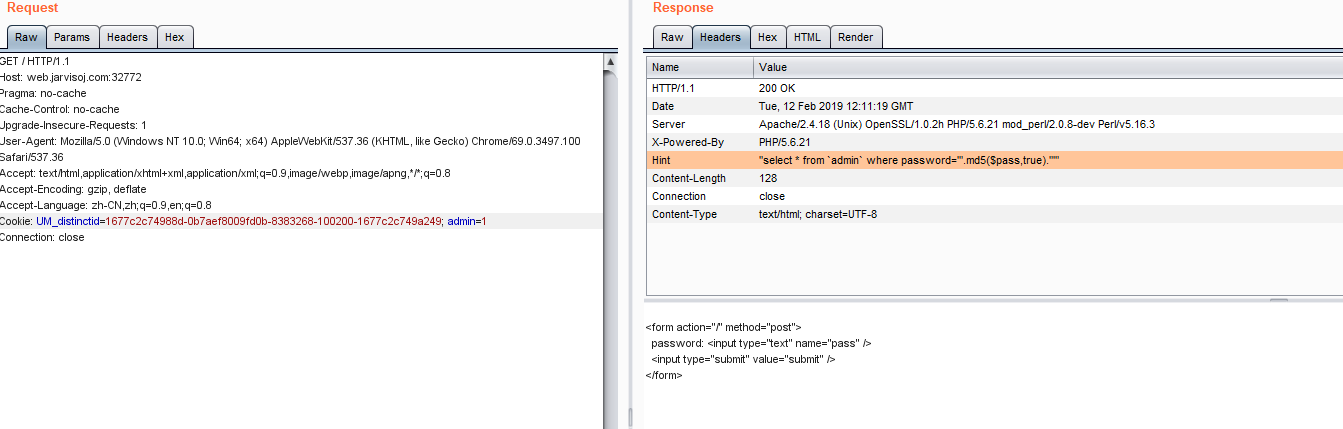 Request
Raw Params Headers Hex
GET / HTTP/1.1
Host: web.jarvisoj.com:32772
Pragma: no-cache
Cache-Control: no-cache
Upgrade-Insecure-Requests: 1
User-Agent: Mozilla/5.0 (Windows NT 10.0; Win64; x64) AppleWebKit/537.36 (KHTML, like Gecko) Chrome/69.0.3497.100
Safari/537.36
Accept: text/html,application/xhtml+xml,application/xml;q=0.9,image/webp,image/apng,*/*;q=0.8
Accept-Encoding: gzip, deflate
Accept-Language: zh-CN,zh;q=0.9,en;q=0.8
Cookie: UM_distinctid=1677c2c74988d-0b7aef8009fd0b-8383268-100200-1677c2c749a249; admin=1
Connection: close
Response
Raw Headers Hex HTML Render
Name Value
HTTP/1.1 200 OK
Date Tue, 12 Feb 2019 12:11:19 GMT
Server Apache/2.4.18 (Unix) OpenSSL/1.0.2h PHP/5.6.21 mod_perl/2.0.8-dev Perl/v5.16.3
X-Powered-By PHP/5.6.21
Hint "select * from `admin` where password='".md5($pass,true)."'"
Content-Length 128
Connection close
Content-Type text/html; charset=UTF-8
<form action="/" method="post">
password: <input type="text" name="pass" />
<input type="submit" value="submit" />
</form>